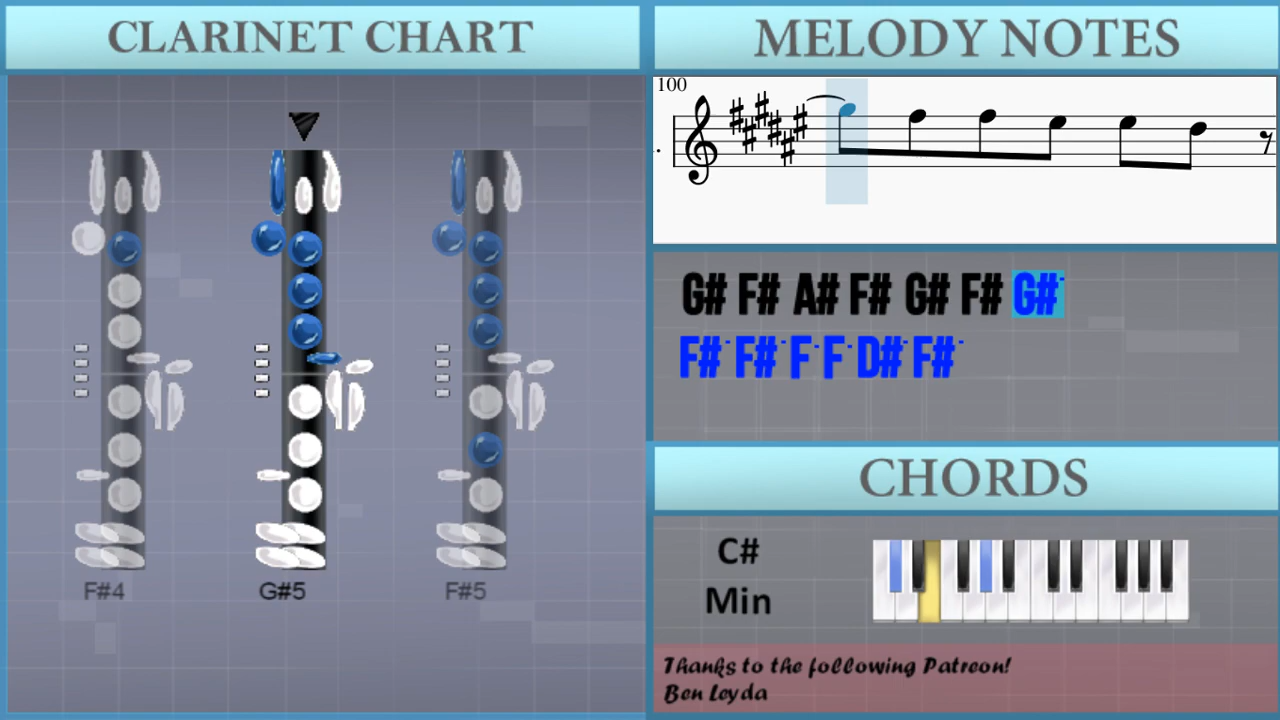 CLARINET CHART
F#4 G#5 F#5
MELODY NOTES
100
G# F# A# F# G# F# G#˙
F#˙ F#˙ F˙ F˙ D#˙ F#˙
CHORDS
C#
Min
Thanks to the following Patreon!
Ben Leyda